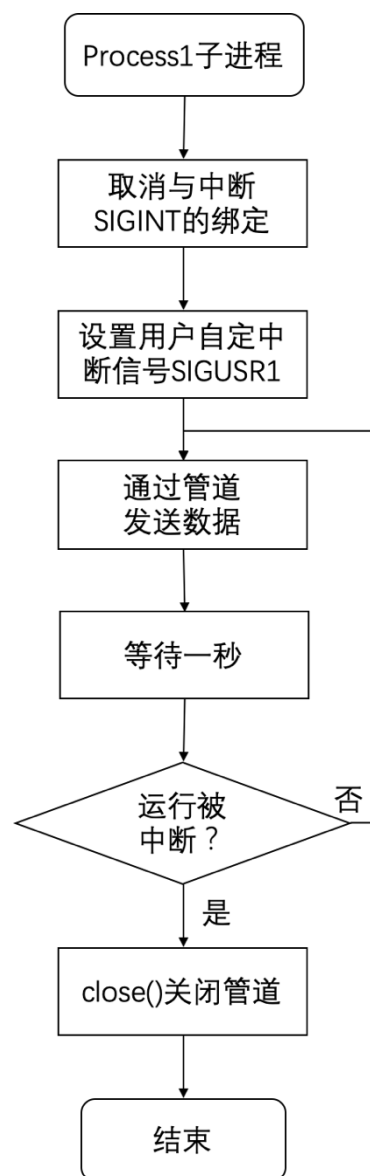 Process1子进程
取消与中断
SIGINT的绑定
设置用户自定中
断信号SIGUSR1
通过管道
发送数据
等待一秒
运行被
中断？
否
是
close()关闭管道
结束